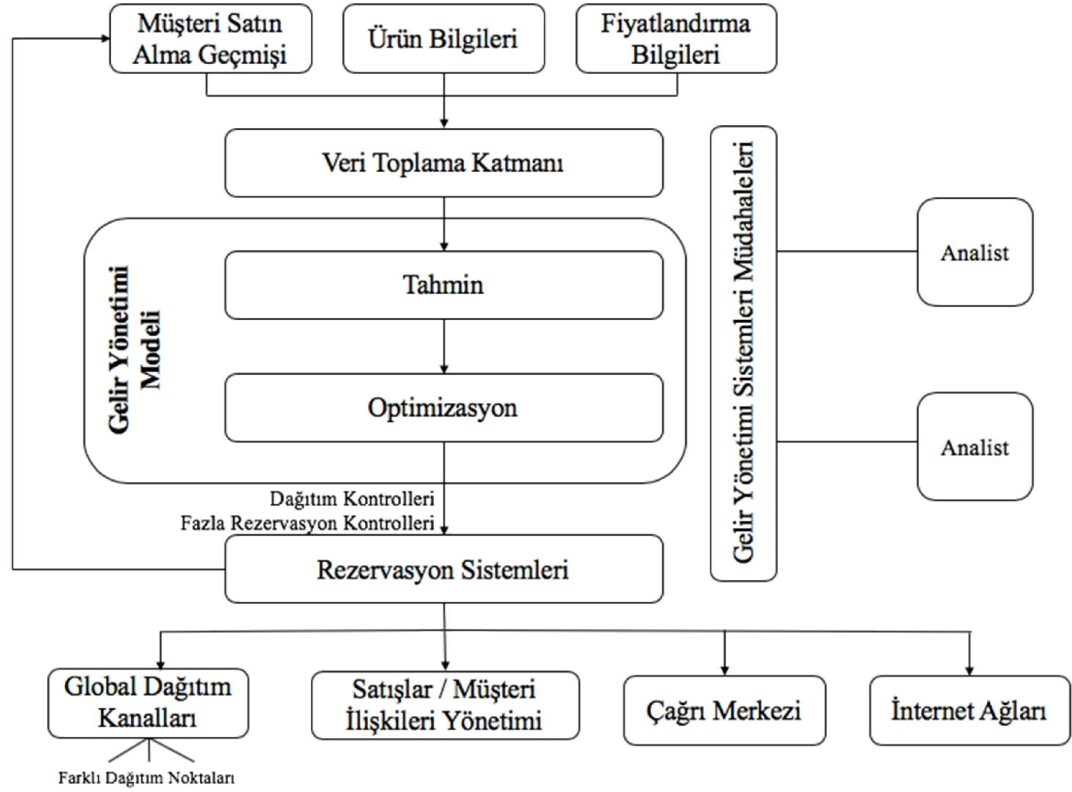 Müşteri Satın
Alma Geçmişi
Ürün Bilgileri
Fiyatlandırma
Bilgileri
Veri Toplama Katmanı
Gelir Yönetimi
Modeli
Tahmin
Optimizasyon
Gelir Yönetimi Sistemleri Müdahaleleri
Analist
Analist
Dağıtım Kontrolleri
Fazla Rezervasyon Kontrolleri
Rezervasyon Sistemleri
Global Dağıtım
Kanalları
Satışlar / Müşteri
İlişkileri Yönetimi
Çağrı Merkezi
İnternet Ağları
Farklı Dağıtım Noktaları